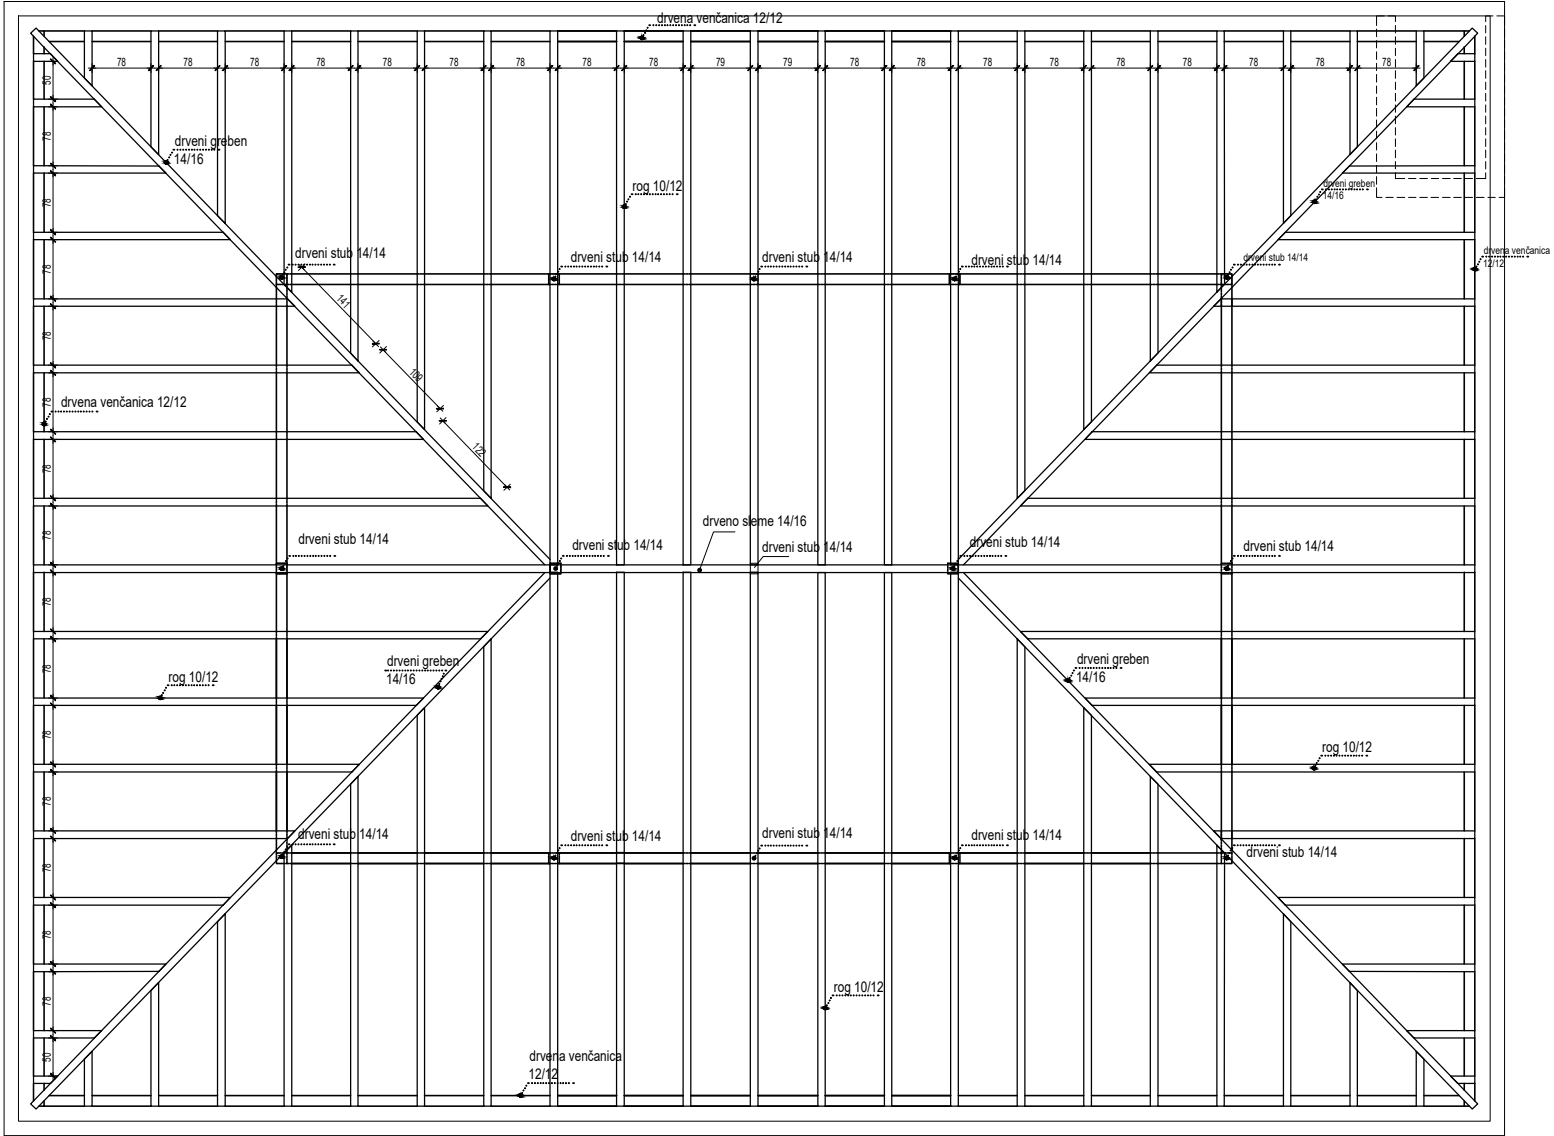 drvena venčanica 12/12
78 78 78 78 78 78 78 78 78 79 79 78 78 78 78 78 78 78 78 78
50
78
drveni greben
14/16
rog 10/12
drveni greben
14/16
78
drveni stub 14/14
drveni stub 14/14
drveni stub 14/14
drveni stub 14/14
drveni stub 14/14
drvena venčanica
12/12
78
141
78
109
78
drvena venčanica 12/12
122
78
drveno sleme 14/16
drveni stub 14/14
drveni stub 14/14
drveni stub 14/14
drveni stub 14/14
drveni stub 14/14
78
78
drveni greben
14/16
drveni greben
14/16
78
rog 10/12
78
rog 10/12
78
drveni stub 14/14
drveni stub 14/14
drveni stub 14/14
drveni stub 14/14
drveni stub 14/14
78
78
rog 10/12
78
50
drvena venčanica
12/12